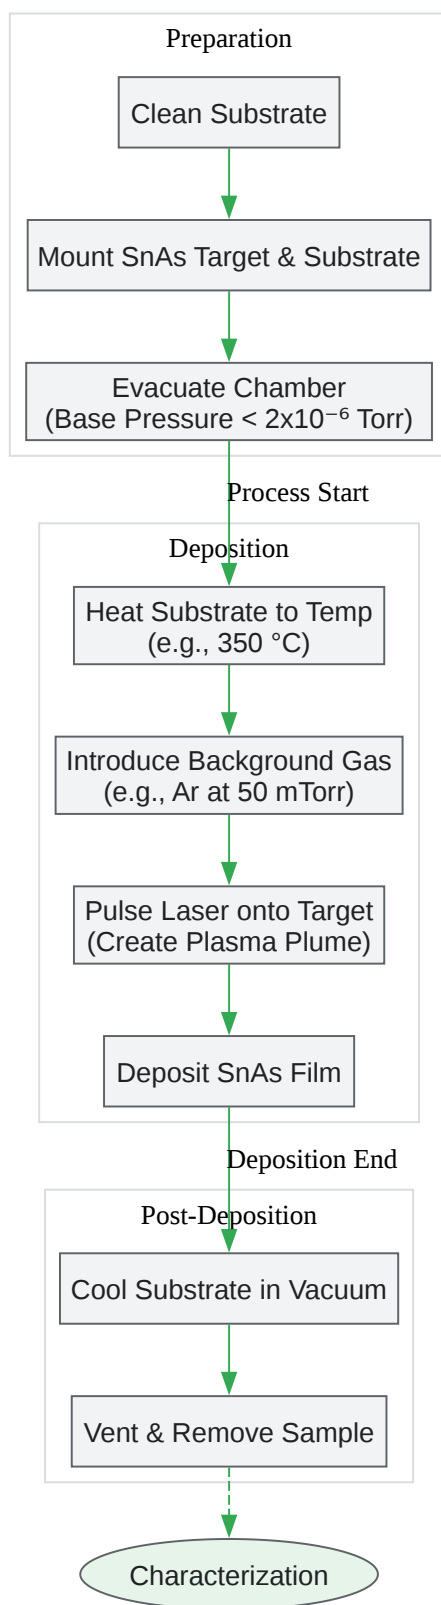 Preparation
Clean Substrate
Mount SnAs Target & Substrate
Evacuate Chamber
(Base Pressure < 2x10⁻⁶ Torr)
Process Start
Deposition
Heat Substrate to Temp
(e.g., 350 °C)
Introduce Background Gas
(e.g., Ar at 50 mTorr)
Pulse Laser onto Target
(Create Plasma Plume)
Deposit SnAs Film
Deposition End
Post-Deposition
Cool Substrate in Vacuum
Vent & Remove Sample
Characterization